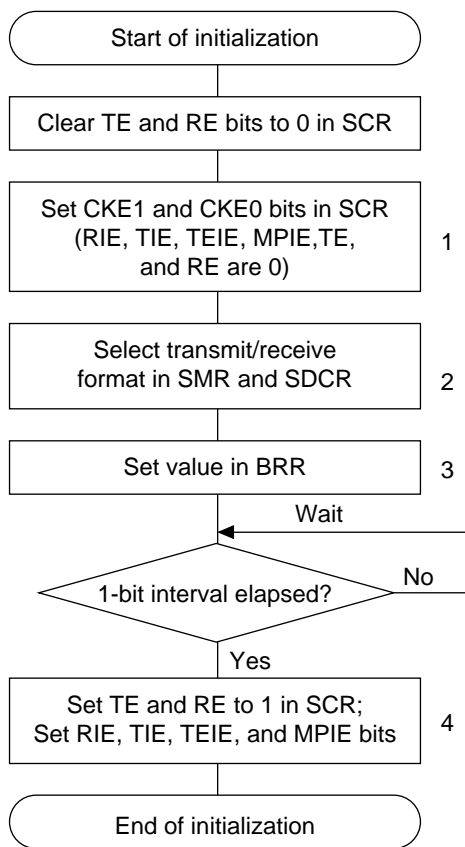 Start of initialization
Clear TE and RE bits to 0 in SCR
Set CKE1 and CKE0 bits in SCR
(RIE, TIE, TEIE, MPIE,TE,
and RE are 0)
1
Select transmit/receive
format in SMR and SDCR
2
Set value in BRR
3
Wait
1-bit interval elapsed?
No
Yes
Set TE and RE to 1 in SCR;
Set RIE, TIE, TEIE, and MPIE bits
4
End of initialization